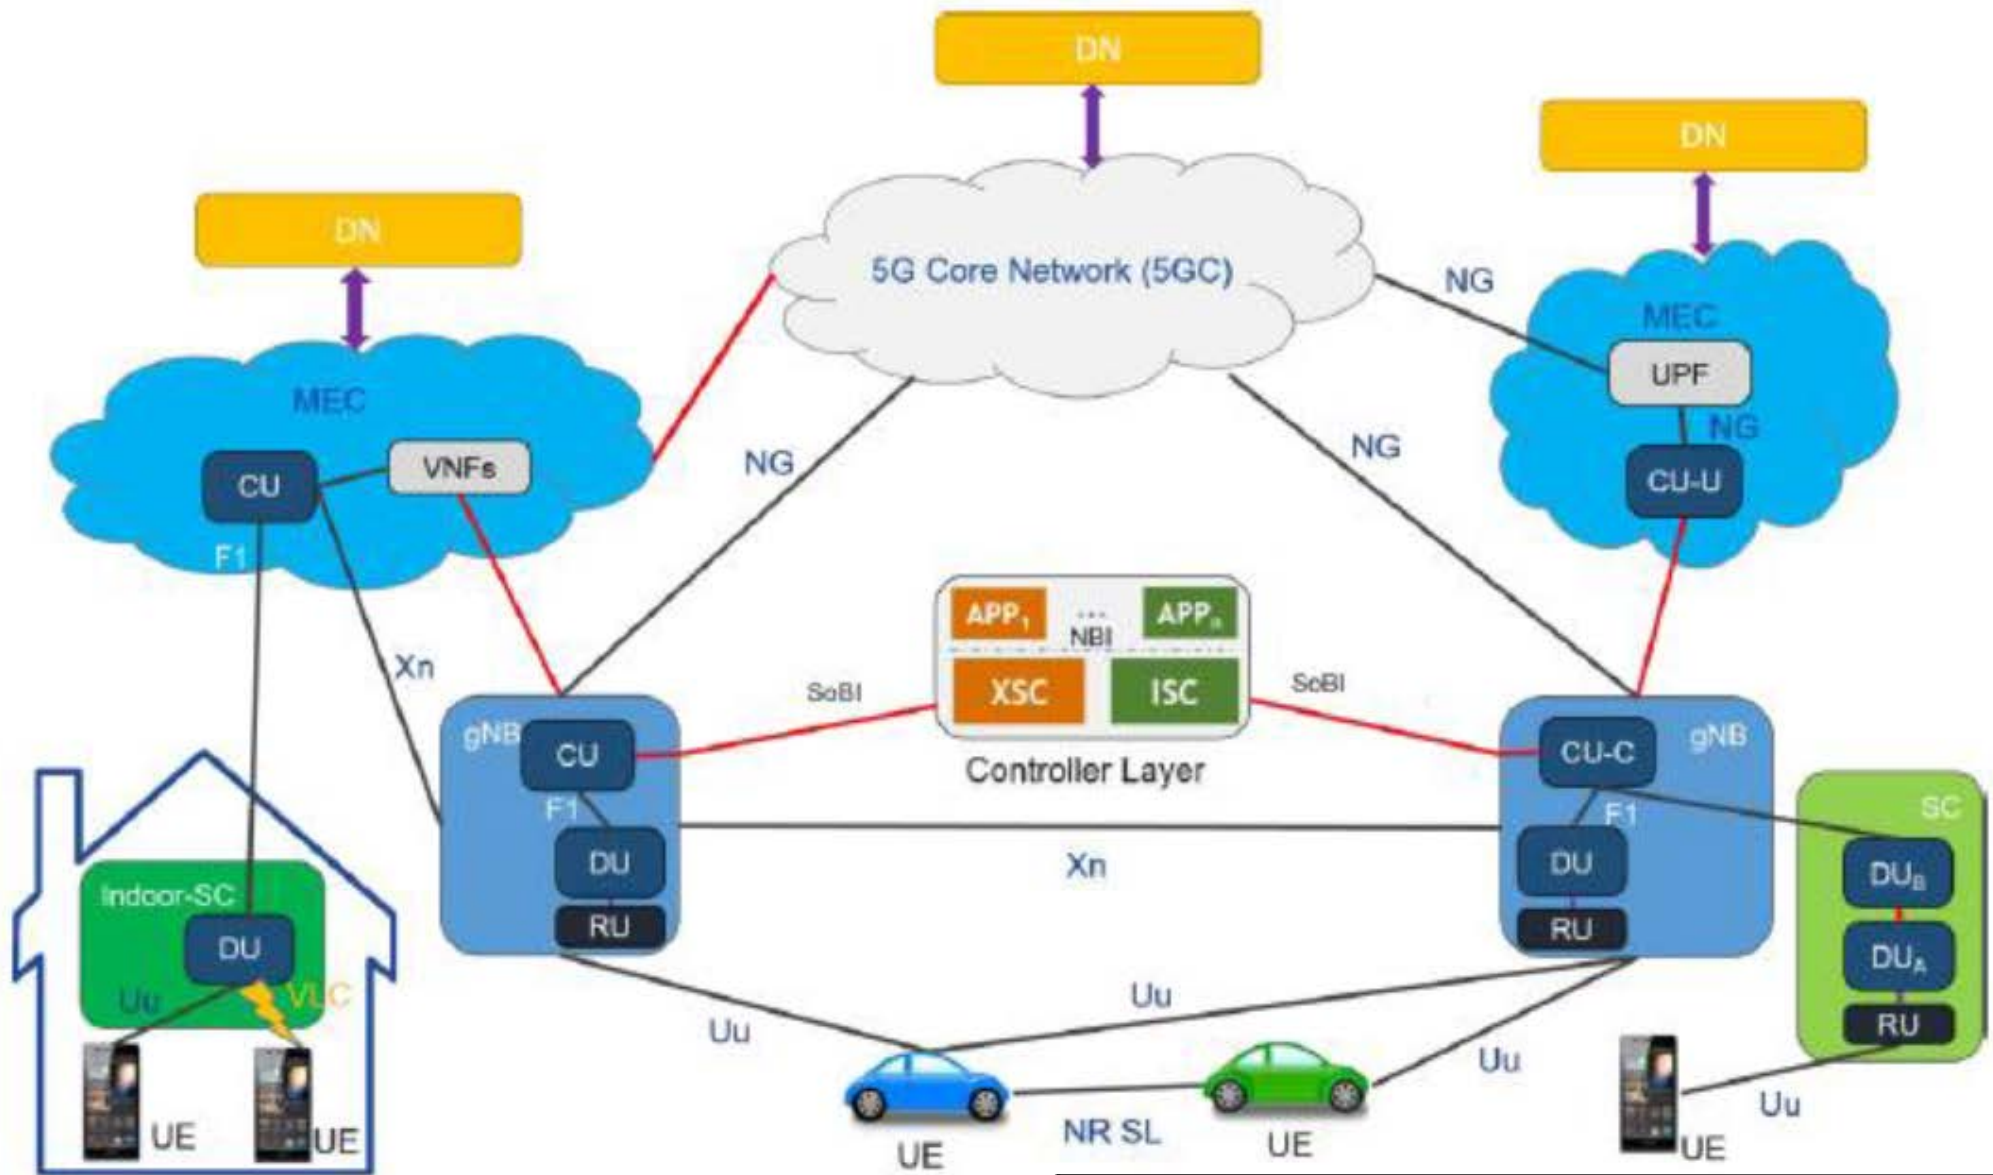 DN
DN
DN
5G Core Network (5GC)
NG
MEC
UPF
NG
CU-U
MEC
VNFs
CU
F1
NG
NG
Xn
APP1 ... APPn
NBI
XSC ISC
SoBI
SoBI
Controller Layer
gNB
CU
F1
DU
RU
Xn
CU-C
gNB
F1
DU
RU
SC
DUB
DUA
RU
Indoor-SC
DU
Uu
VLC
UE
UE
Uu
Uu
Uu
Uu
NR SL
UE
UE
UE